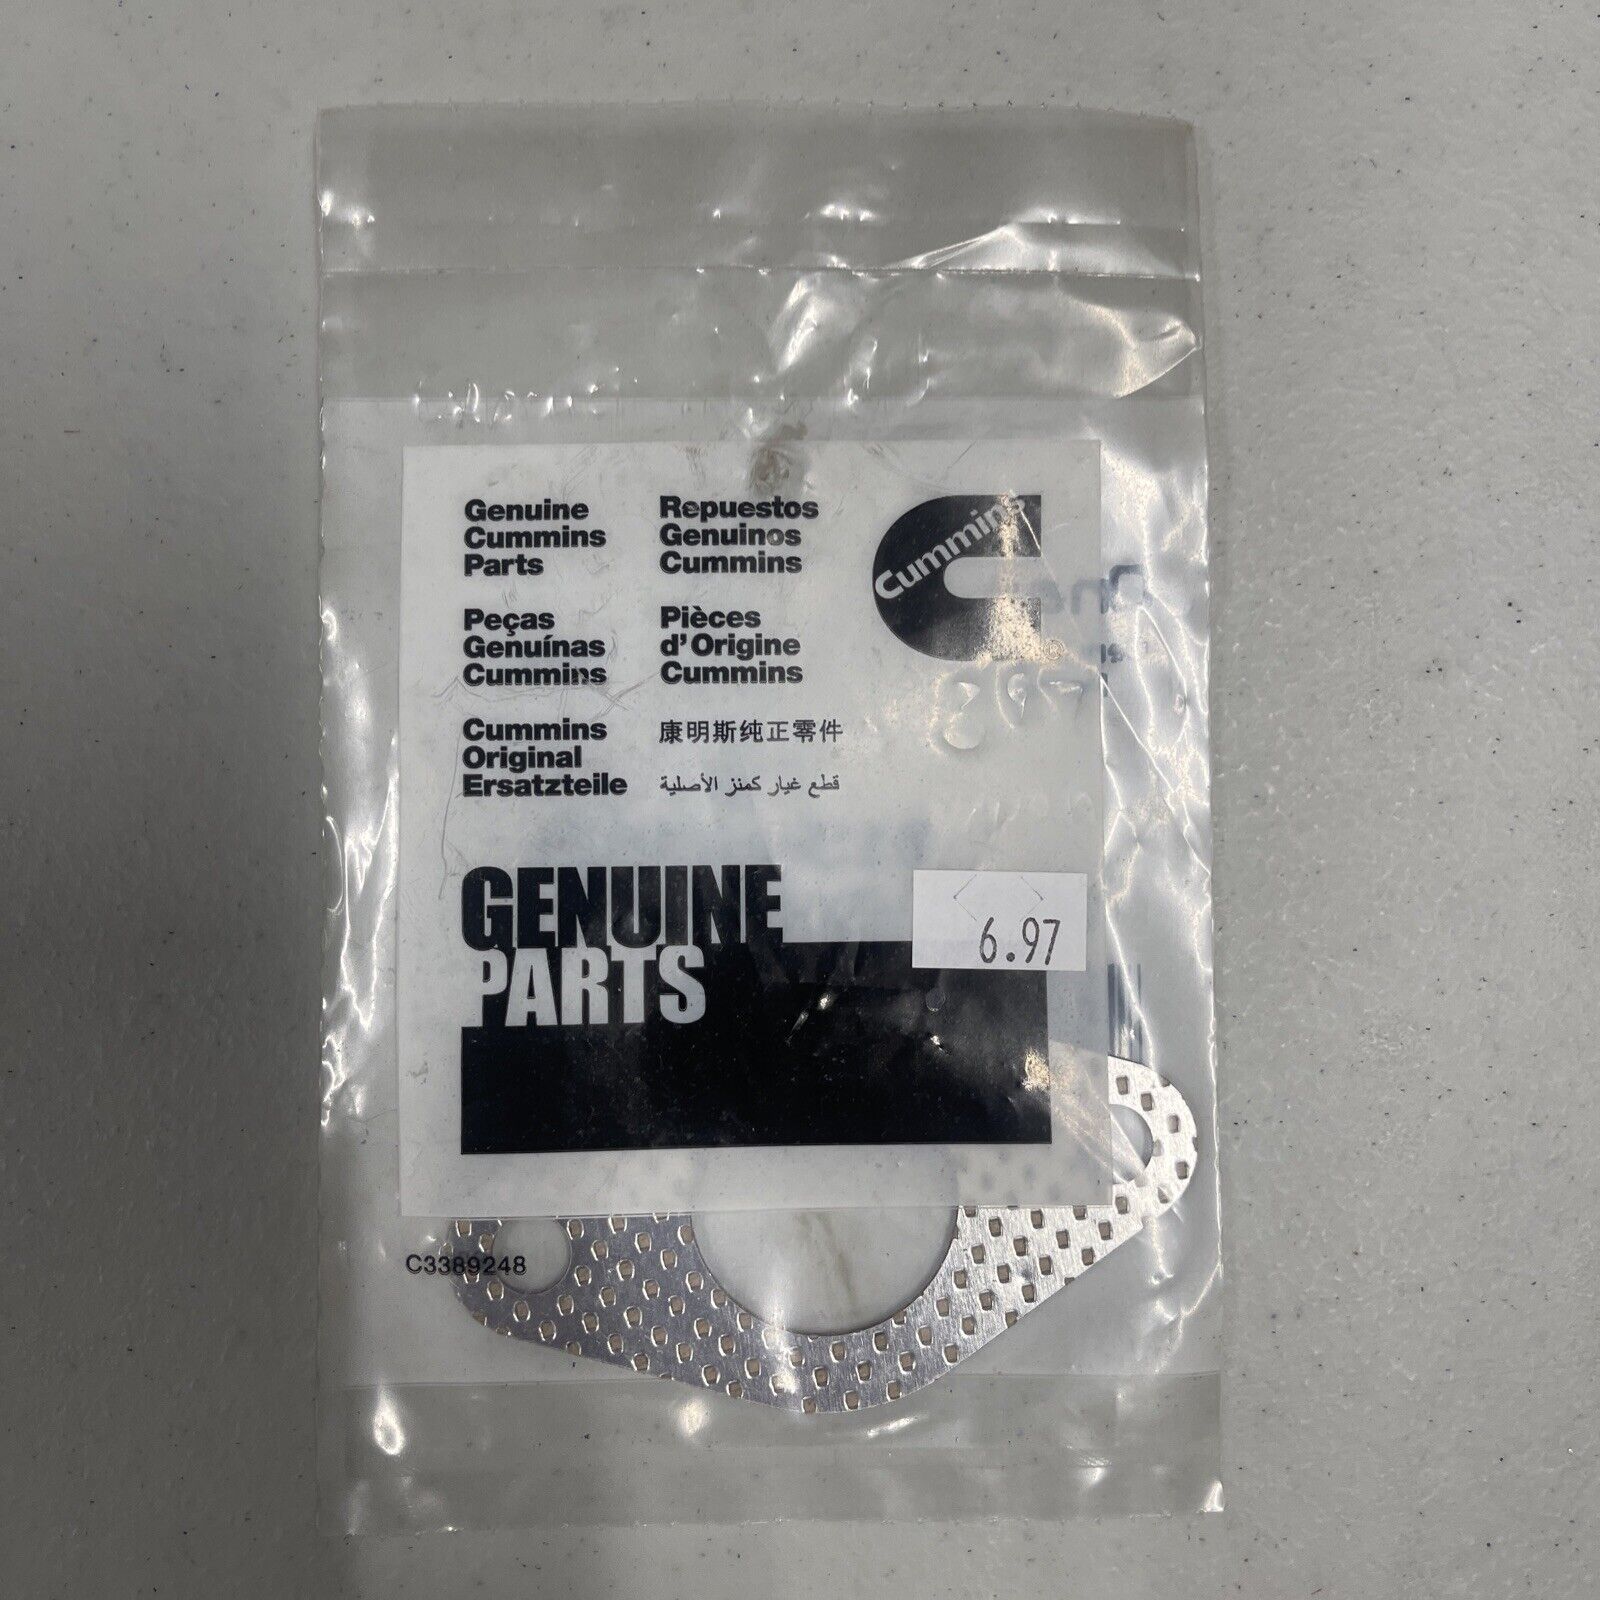 Genuine
Cummins
Parts
Repuestos
Genuinos
Cummins
Cummins
®
Peças
Genuínas
Cummins
Pièces
d'Origine
Cummins
Cummins
Original
Ersatzteile
康明斯纯正零件
قطع غيار كمنز الأصلية
GENUINE
PARTS
6.97
C3389248